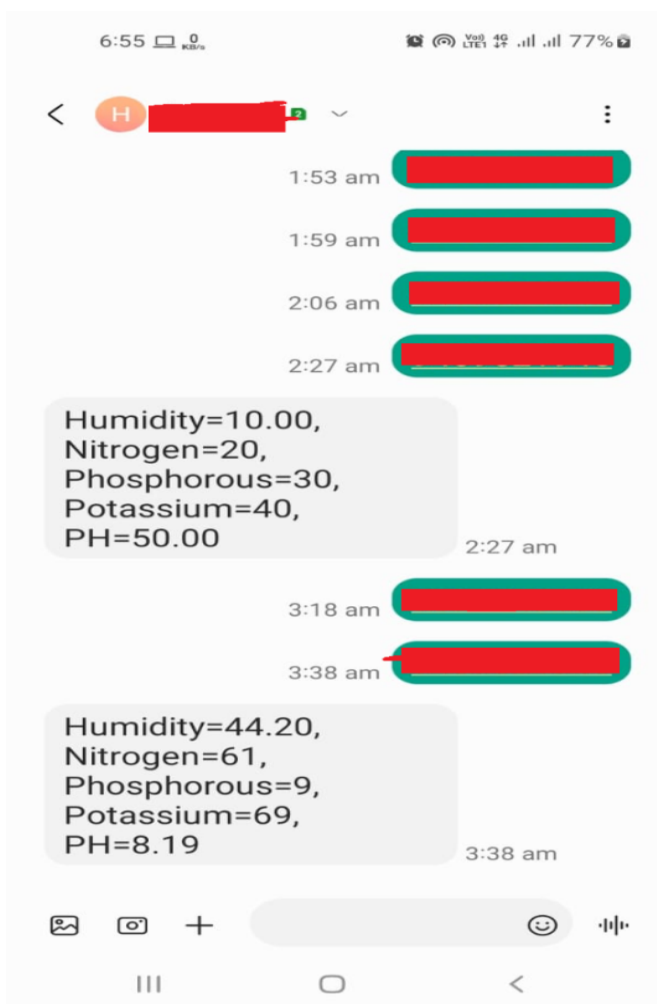 6:55 0 KB/s Vo)) LTE1 4G 77%
H 2
1:53 am
1:59 am
2:06 am
2:27 am
Humidity=10.00,
Nitrogen=20,
Phosphorous=30,
Potassium=40,
PH=50.00
2:27 am
3:18 am
3:38 am
Humidity=44.20,
Nitrogen=61,
Phosphorous=9,
Potassium=69,
PH=8.19
3:38 am